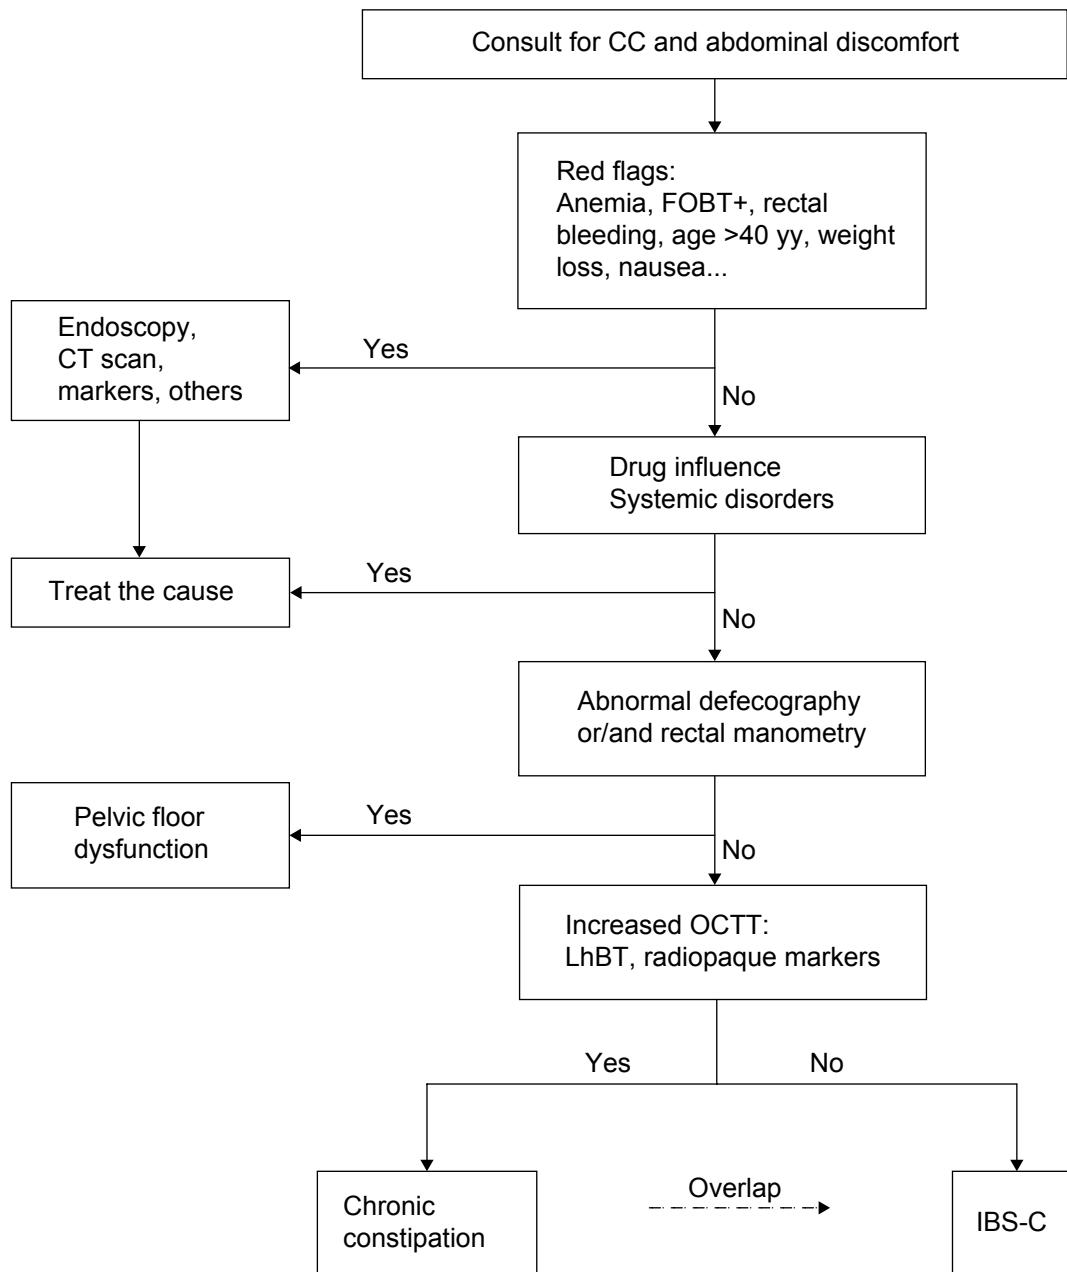 Consult for CC and abdominal discomfort
Red flags:
Anemia, FOBT+, rectal
bleeding, age >40 yy, weight
loss, nausea...
Endoscopy,
CT scan,
markers, others
Yes
No
Drug influence
Systemic disorders
Treat the cause
Yes
No
Abnormal defecography
or/and rectal manometry
Pelvic floor
dysfunction
Yes
No
Increased OCTT:
LhBT, radiopaque markers
Yes
No
Chronic
constipation
Overlap
IBS-C